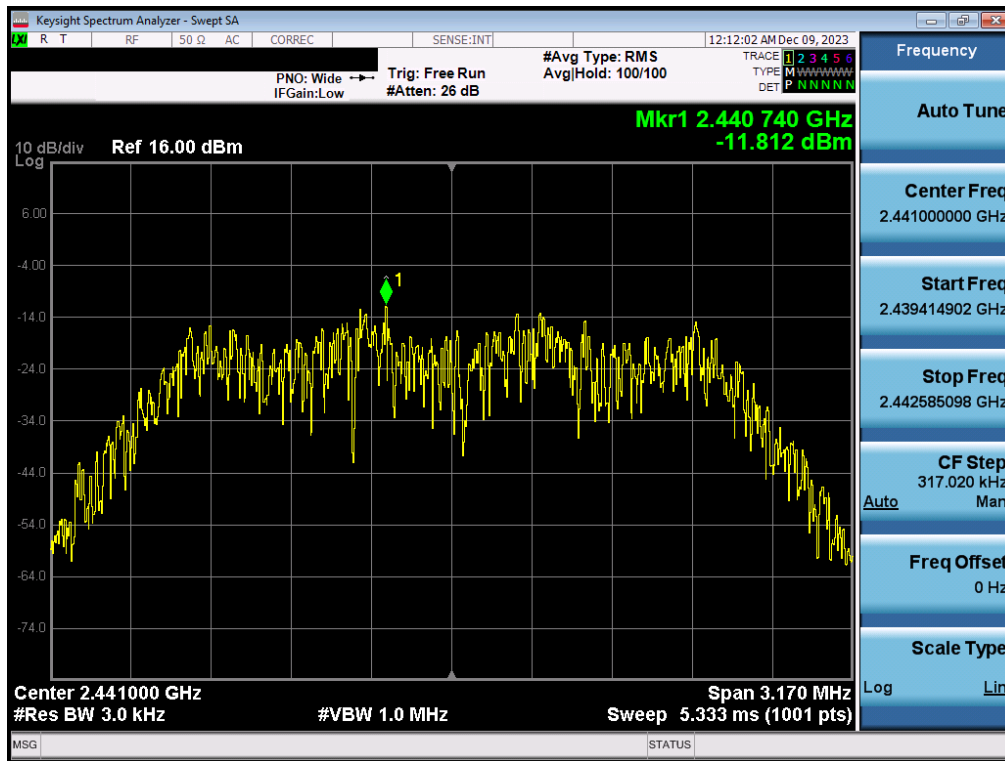 Keysight Spectrum Analyzer - Swept SA
LXI R T RF 50 Ω AC CORREC SENSE:INT 12:12:02 AM Dec 09, 2023
PNO: Wide
IFGain:Low
Trig: Free Run
#Atten: 26 dB
#Avg Type: RMS
Avg|Hold: 100/100
TRACE 1 2 3 4 5 6
TYPE M W W W W W
DET P N N N N N
Mkr1 2.440 740 GHz
-11.812 dBm
10 dB/div Ref 16.00 dBm
Log
6.00
-4.00
1
-14.0
-24.0
-34.0
-44.0
-54.0
-64.0
-74.0
Center 2.441000 GHz Span 3.170 MHz
#Res BW 3.0 kHz #VBW 1.0 MHz Sweep 5.333 ms (1001 pts)
MSG STATUS
Frequency
Auto Tune
Center Freq
2.441000000 GHz
Start Freq
2.439414902 GHz
Stop Freq
2.442585098 GHz
CF Step
317.020 kHz
Auto Man
Freq Offset
0 Hz
Scale Type
Log Lin